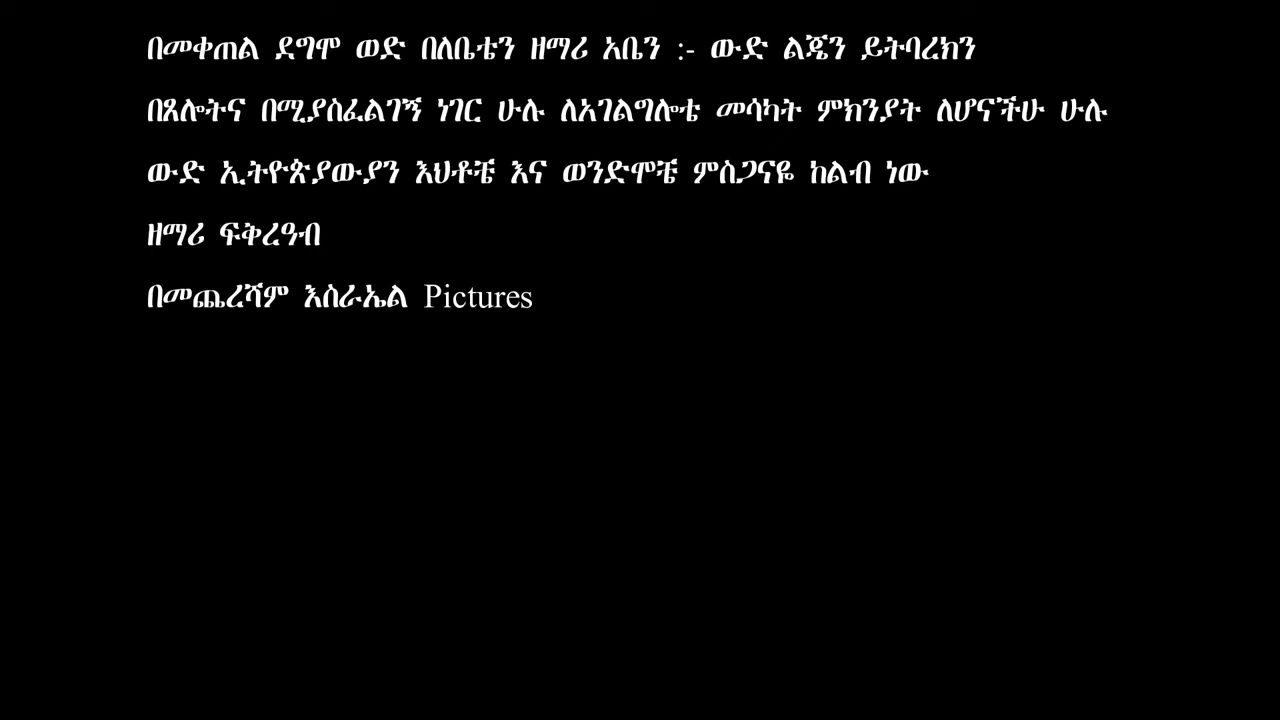 በመቀጠል ደግሞ ወድ በለቤቴን ዘማሪ አቤን :- ውድ ልጄን ይትባረክን
በጸሎትና በሚያስፈልገኝ ነገር ሁሉ ለአገልግሎቴ መሳካት ምክንያት ለሆናችሁ ሁሉ
ውድ ኢትዮጵያውያን እህቶቼ እና ወንድሞቼ ምስጋናዬ ከልብ ነው
ዘማሪ ፍቅረዓብ
በመጨረሻም እስራኤል Pictures